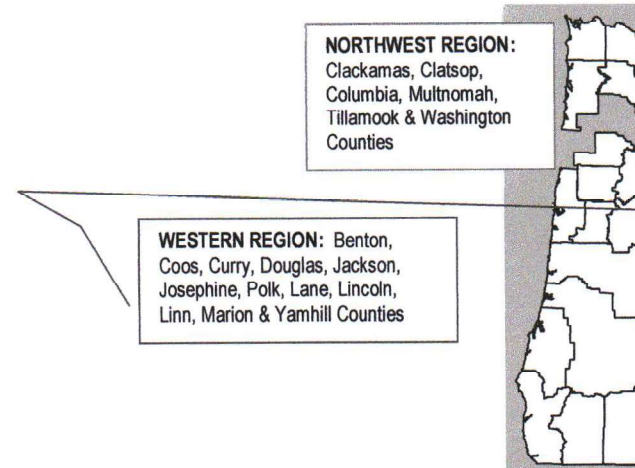 NORTHWEST REGION:
Clackamas, Clatsop,
Columbia, Multnomah,
Tillamook & Washington
Counties
WESTERN REGION: Benton,
Coos, Curry, Douglas, Jackson,
Josephine, Polk, Lane, Lincoln,
Linn, Marion & Yamhill Counties